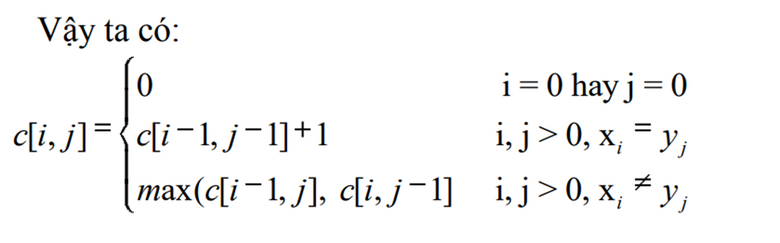 Vậy ta có:
0 i = 0 hay j = 0
c[i, j] = { c[i−1, j−1]+1 i, j > 0, xᵢ = yⱼ
max(c[i−1, j], c[i, j−1] i, j > 0, xᵢ ≠ yⱼ